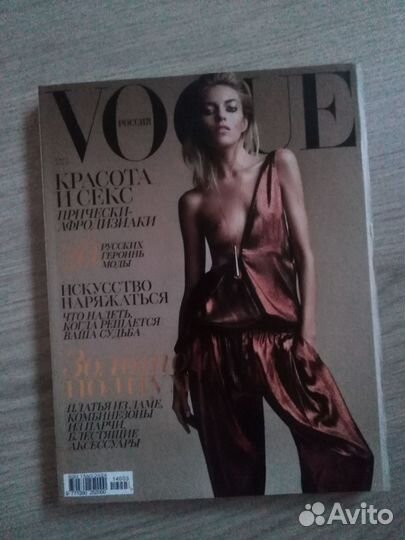 VOGUE
РОССИЯ
КРАСОТА
И СЕКС
ПРИЧЕСКИ-
АФРОДИЗИАКИ
РУССКИХ
ГЕРОИНЬ
МОДЫ
ИСКУССТВО
НАРЯЖАТЬСЯ
ЧТО НАДЕТЬ,
КОГДА РЕШАЕТСЯ
ВАША СУДЬБА
ПЛАТЬЯ ИЗ ЛАМЕ,
КОМБИНЕЗОНЫ
ИЗ ПАРЧИ,
БЛЕСТЯЩИЕ
АКСЕССУАРЫ
14003
Avito